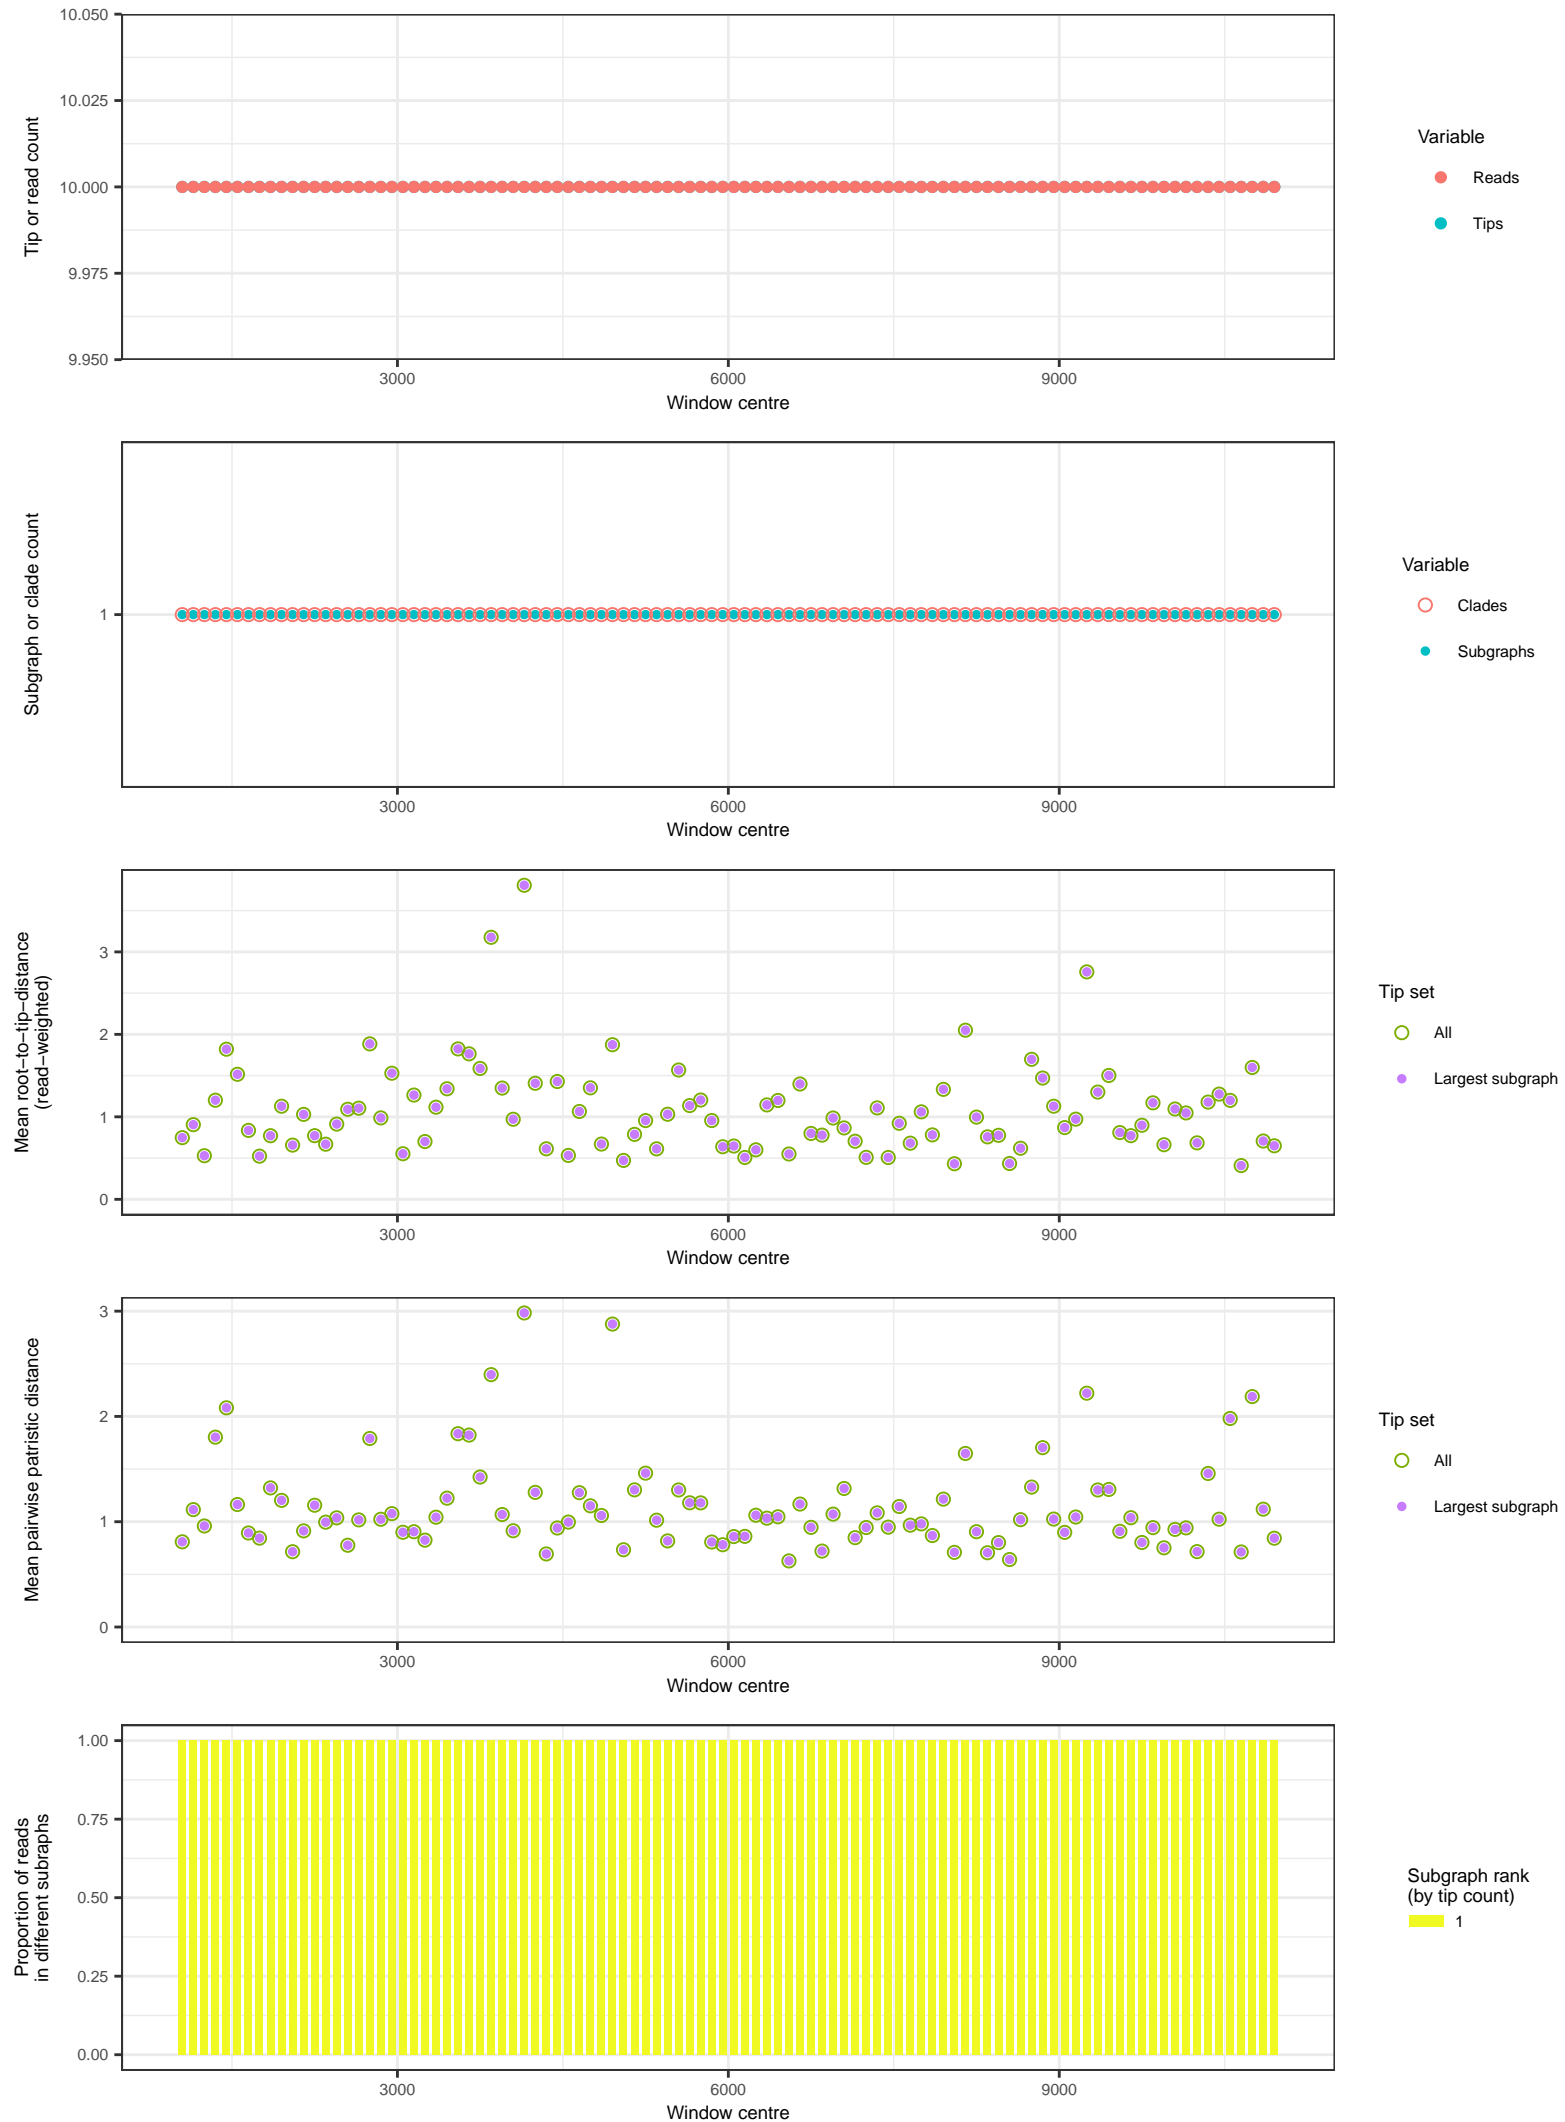 10.050
10.025
10.000
9.975
9.950
Tip or read count
3000
6000
9000
Window centre
Variable
Reads
Tips
1
Subgraph or clade count
3000
6000
9000
Window centre
Variable
Clades
Subgraphs
3
2
1
0
Mean root−to−tip−distance
(read−weighted)
3000
6000
9000
Window centre
Tip set
All
Largest subgraph
3
2
1
0
Mean pairwise patristic distance
3000
6000
9000
Window centre
Tip set
All
Largest subgraph
1.00
0.75
0.50
0.25
0.00
Proportion of reads
in different subraphs
3000
6000
9000
Window centre
Subgraph rank
(by tip count)
1